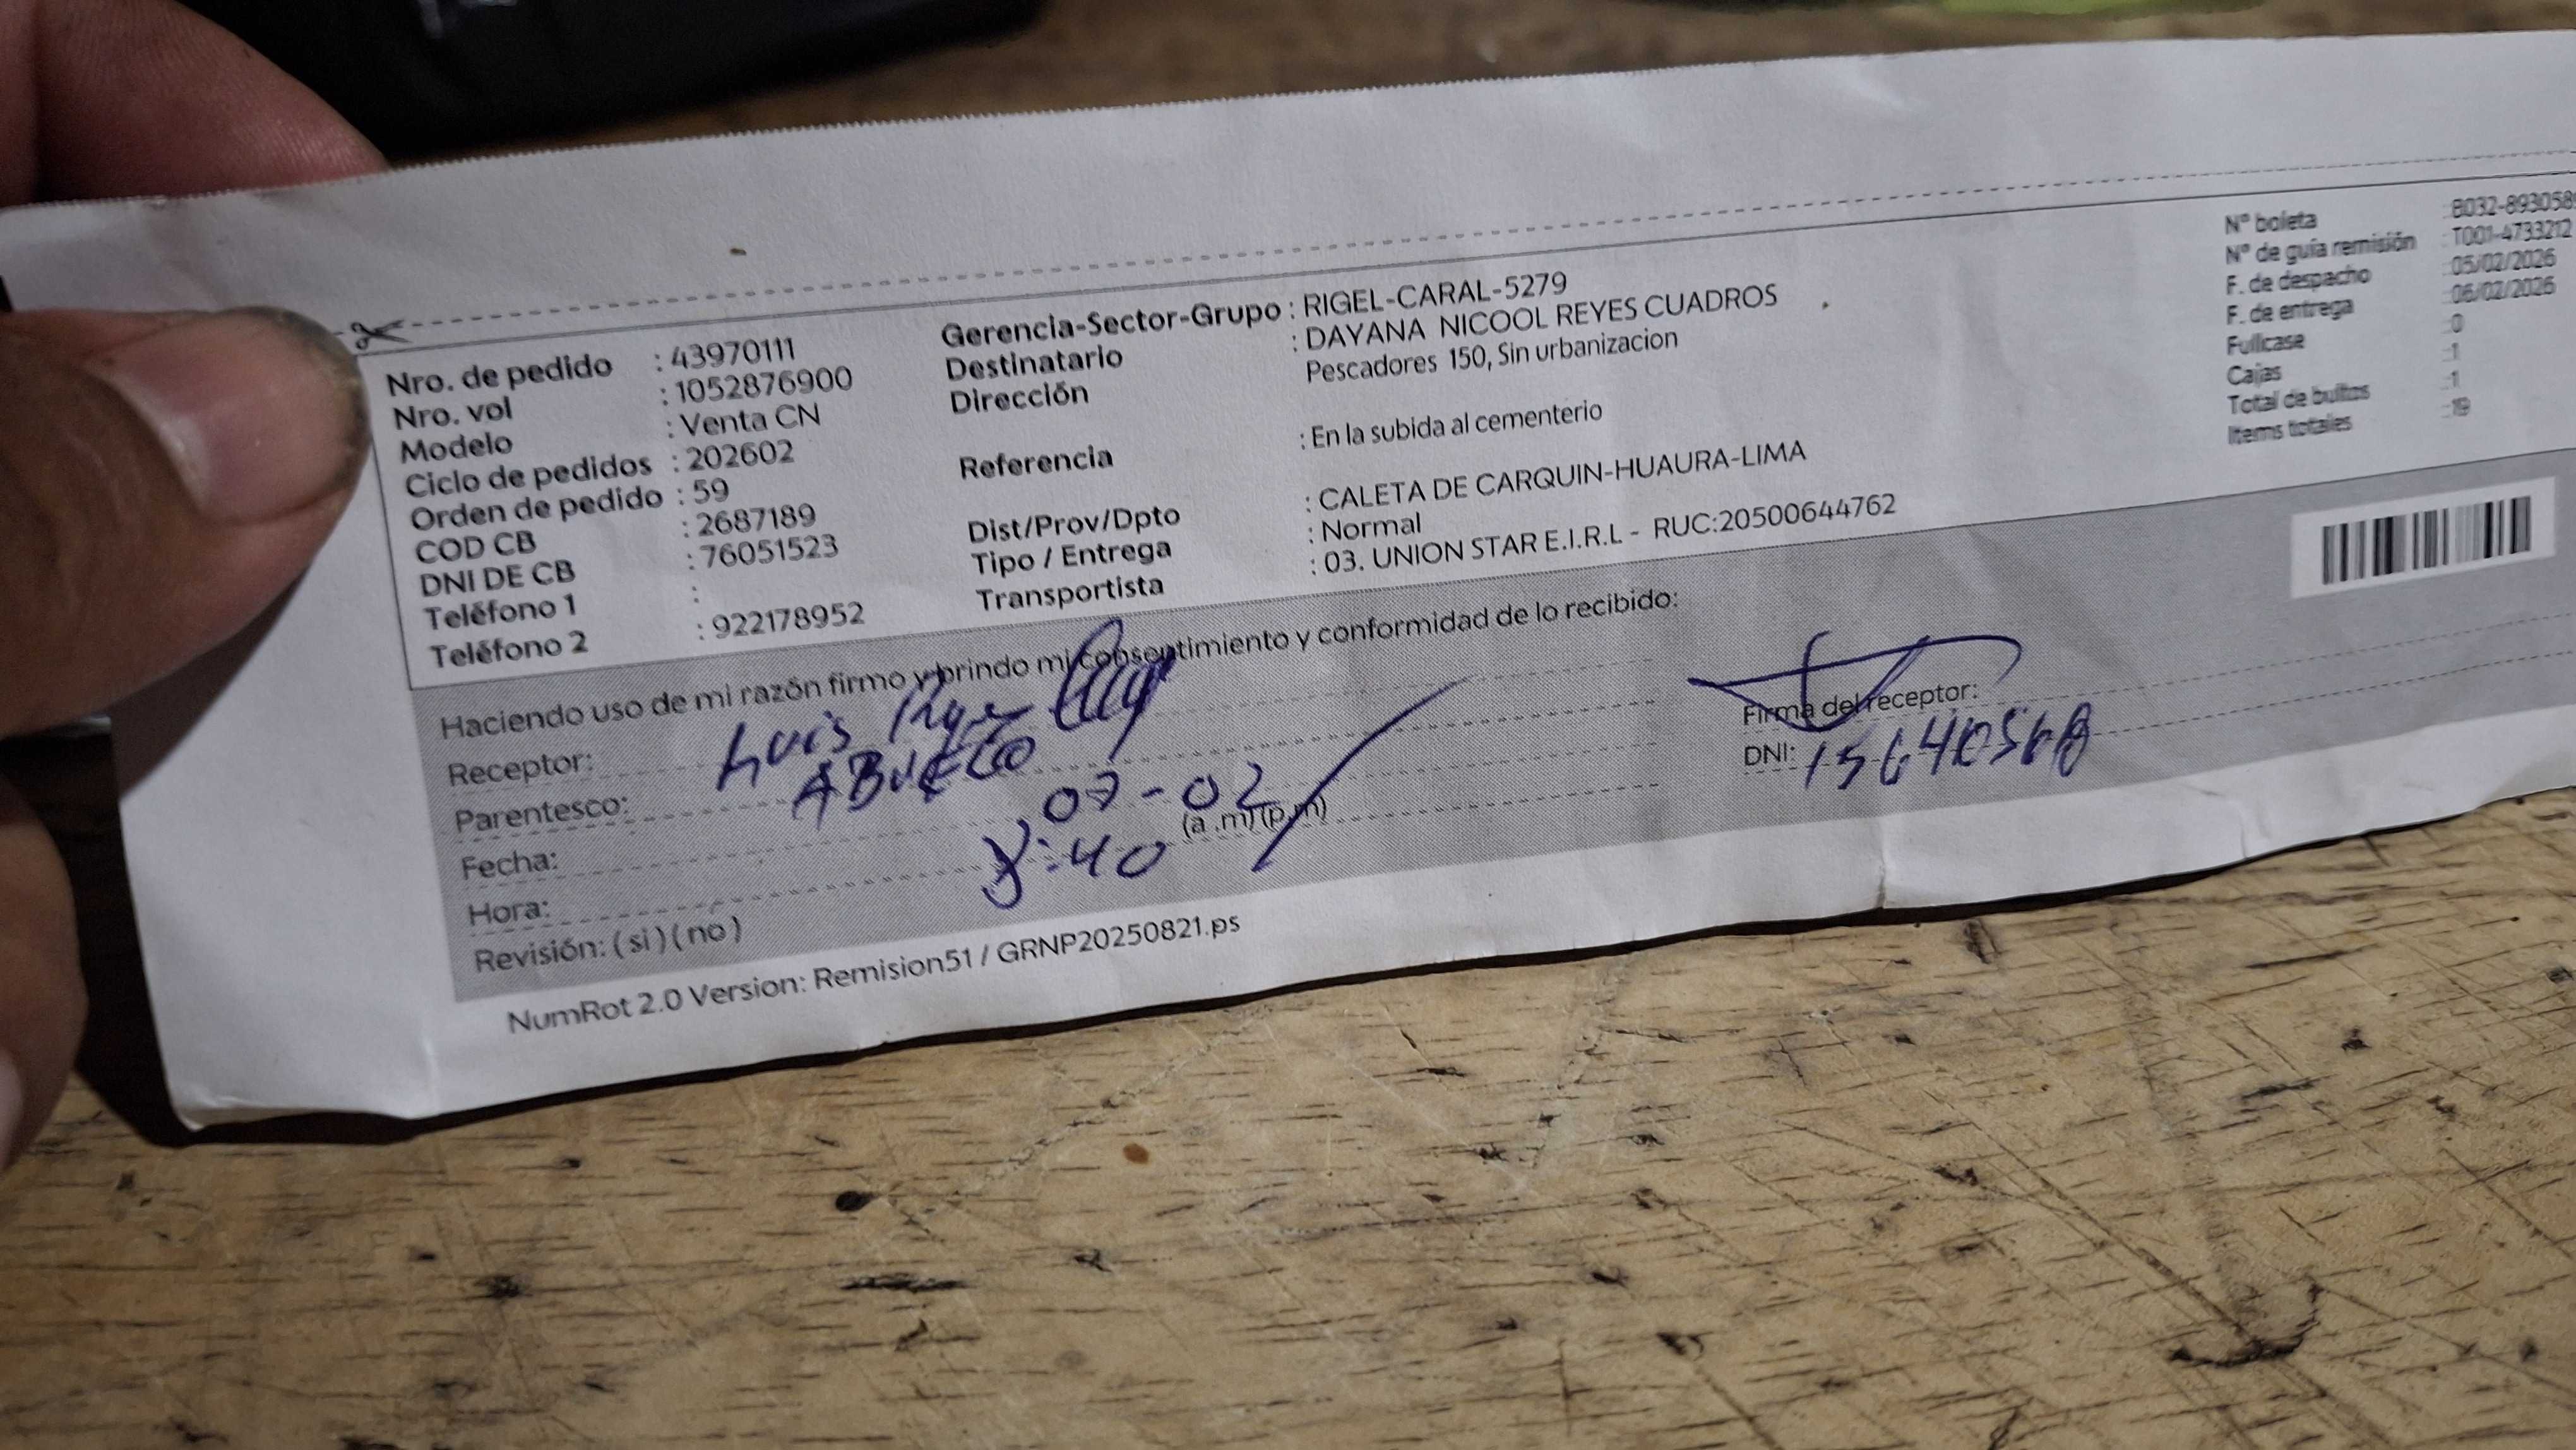 Nro. de pedido : 43970111
Nro. vol : 1052876900
Modelo : Venta CN
Ciclo de pedidos : 202602
Orden de pedido : 59
COD CB : 2687189
DNI DE CB : 76051523
Teléfono 1 :
Teléfono 2 : 922178952
Gerencia-Sector-Grupo : RIGEL-CARAL-5279
Destinatario : DAYANA NICOOL REYES CUADROS
Dirección Pescadores 150, Sin urbanizacion
Referencia : En la subida al cementerio
Dist/Prov/Dpto : CALETA DE CARQUIN-HUAURA-LIMA
Tipo / Entrega : Normal
Transportista : 03. UNION STAR E.I.R.L - RUC:20500644762
Nº boleta : B032-893058
Nº de guía remisión : T001-4733212
F. de despacho : 05/02/2026
F. de entrega : 06/02/2026
Fullcase : 0
Cajas : 1
Total de bultos : 1
Items totales : 19
Haciendo uso de mi razón firmo y brindo mi consentimiento y conformidad de lo recibido:
Receptor: Luis
Parentesco: ABUELO
Fecha: 07-02
Hora: :40 (a .m) (p.m)
Revisión: (si) (no)
Firma del receptor:
DNI:
NumRot 2.0 Version: Remision51 / GRNP20250821.ps